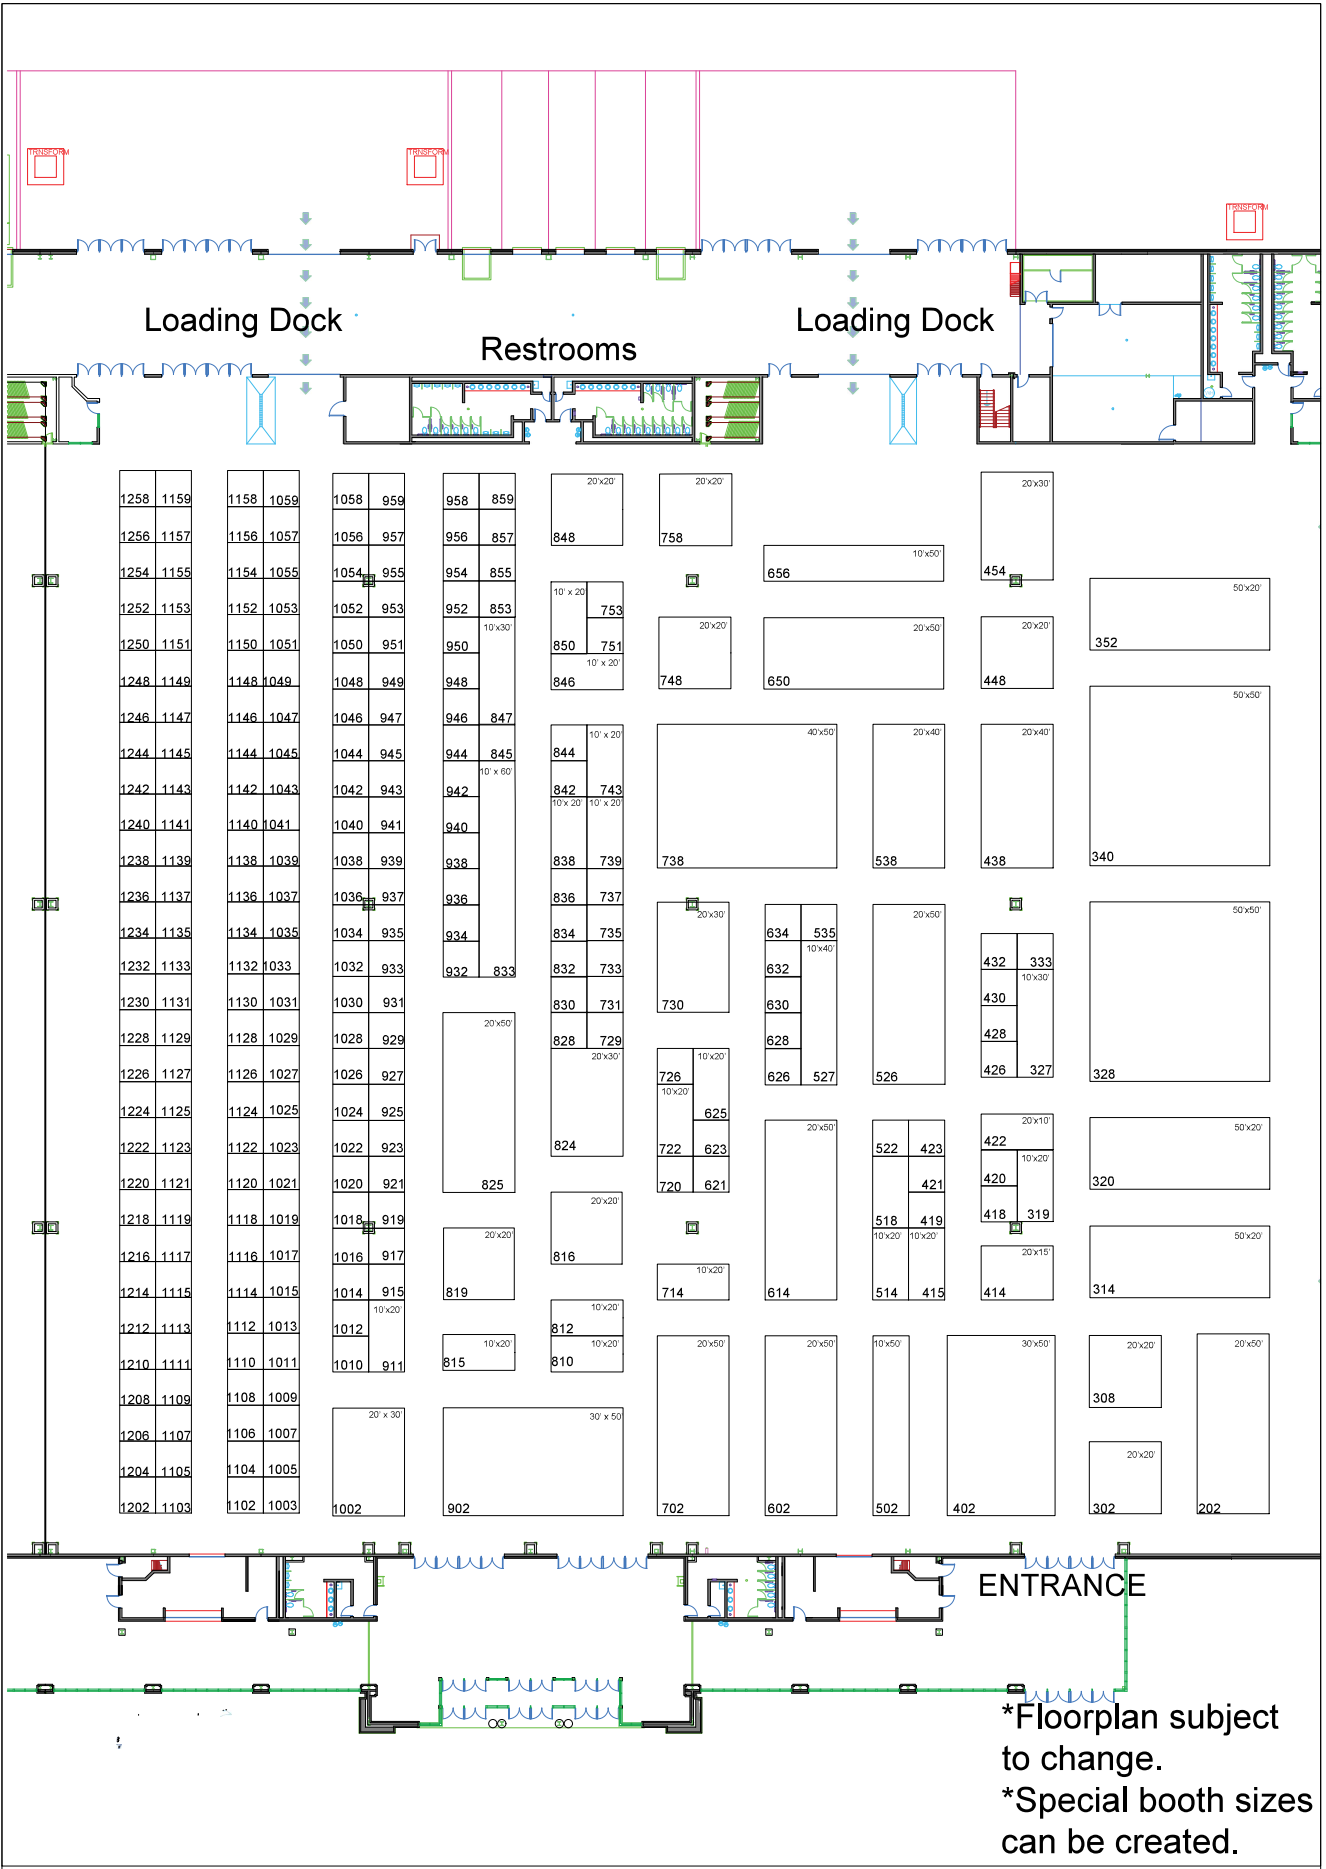 TRNSFORM
TRNSFORM
TRNSFORM
Loading Dock
Loading Dock
Restrooms
1258 1159
1256 1157
1254 1155
1252 1153
1250 1151
1248 1149
1246 1147
1244 1145
1242 1143
1240 1141
1238 1139
1236 1137
1234 1135
1232 1133
1230 1131
1228 1129
1226 1127
1224 1125
1222 1123
1220 1121
1218 1119
1216 1117
1214 1115
1212 1113
1210 1111
1208 1109
1206 1107
1204 1105
1202 1103
1158 1059
1156 1057
1154 1055
1152 1053
1150 1051
1148 1049
1146 1047
1144 1045
1142 1043
1140 1041
1138 1039
1136 1037
1134 1035
1132 1033
1130 1031
1128 1029
1126 1027
1124 1025
1122 1023
1120 1021
1118 1019
1116 1017
1114 1015
1112 1013
1110 1011
1108 1009
1106 1007
1104 1005
1102 1003
1058 959
1056 957
1054 955
1052 953
1050 951
1048 949
1046 947
1044 945
1042 943
1040 941
1038 939
1036 937
1034 935
1032 933
1030 931
1028 929
1026 927
1024 925
1022 923
1020 921
1018 919
1016 917
1014 915
10'x20'
1012
1010 911
20' x 30'
1002
958 859
956 857
954 855
952 853
10'x30'
950
948
946 847
944 845
10' x 60'
942
940
938
936
934
932 833
20'x50'
825
20'x20'
819
10'x20'
815
30' x 50'
902
20'x20'
848
10' x 20'
753
850 751
10' x 20'
846
10' x 20'
844
842 743
10'x 20' 10' x 20'
838 739
836 737
834 735
832 733
830 731
828 729
20'x30'
824
20'x20'
816
10'x20'
812
10'x20'
810
20'x20'
758
20'x20'
748
40'x50'
738
20'x30'
730
10'x20'
726
10'x20'
625
722 623
720 621
10'x20'
714
20'x50'
702
10'x50'
656
20'x50'
650
634 535
10'x40'
632
630
628
626 527
20'x50'
614
20'x50'
602
20'x40'
538
20'x50'
526
522 423
421
518 419
10'x20' 10'x20'
514 415
10'x50'
502
20'x30'
454
20'x20'
448
20'x40'
438
432 333
10'x30'
430
428
426 327
20'x10'
422
10'x20'
420
418 319
20'x15'
414
30'x50'
402
50'x20'
352
50'x50'
340
50'x50'
328
50'x20'
320
50'x20'
314
20'x20'
308
20'x20'
302
20'x50'
202
ENTRANCE
*Floorplan subject
to change.
*Special booth sizes
can be created.